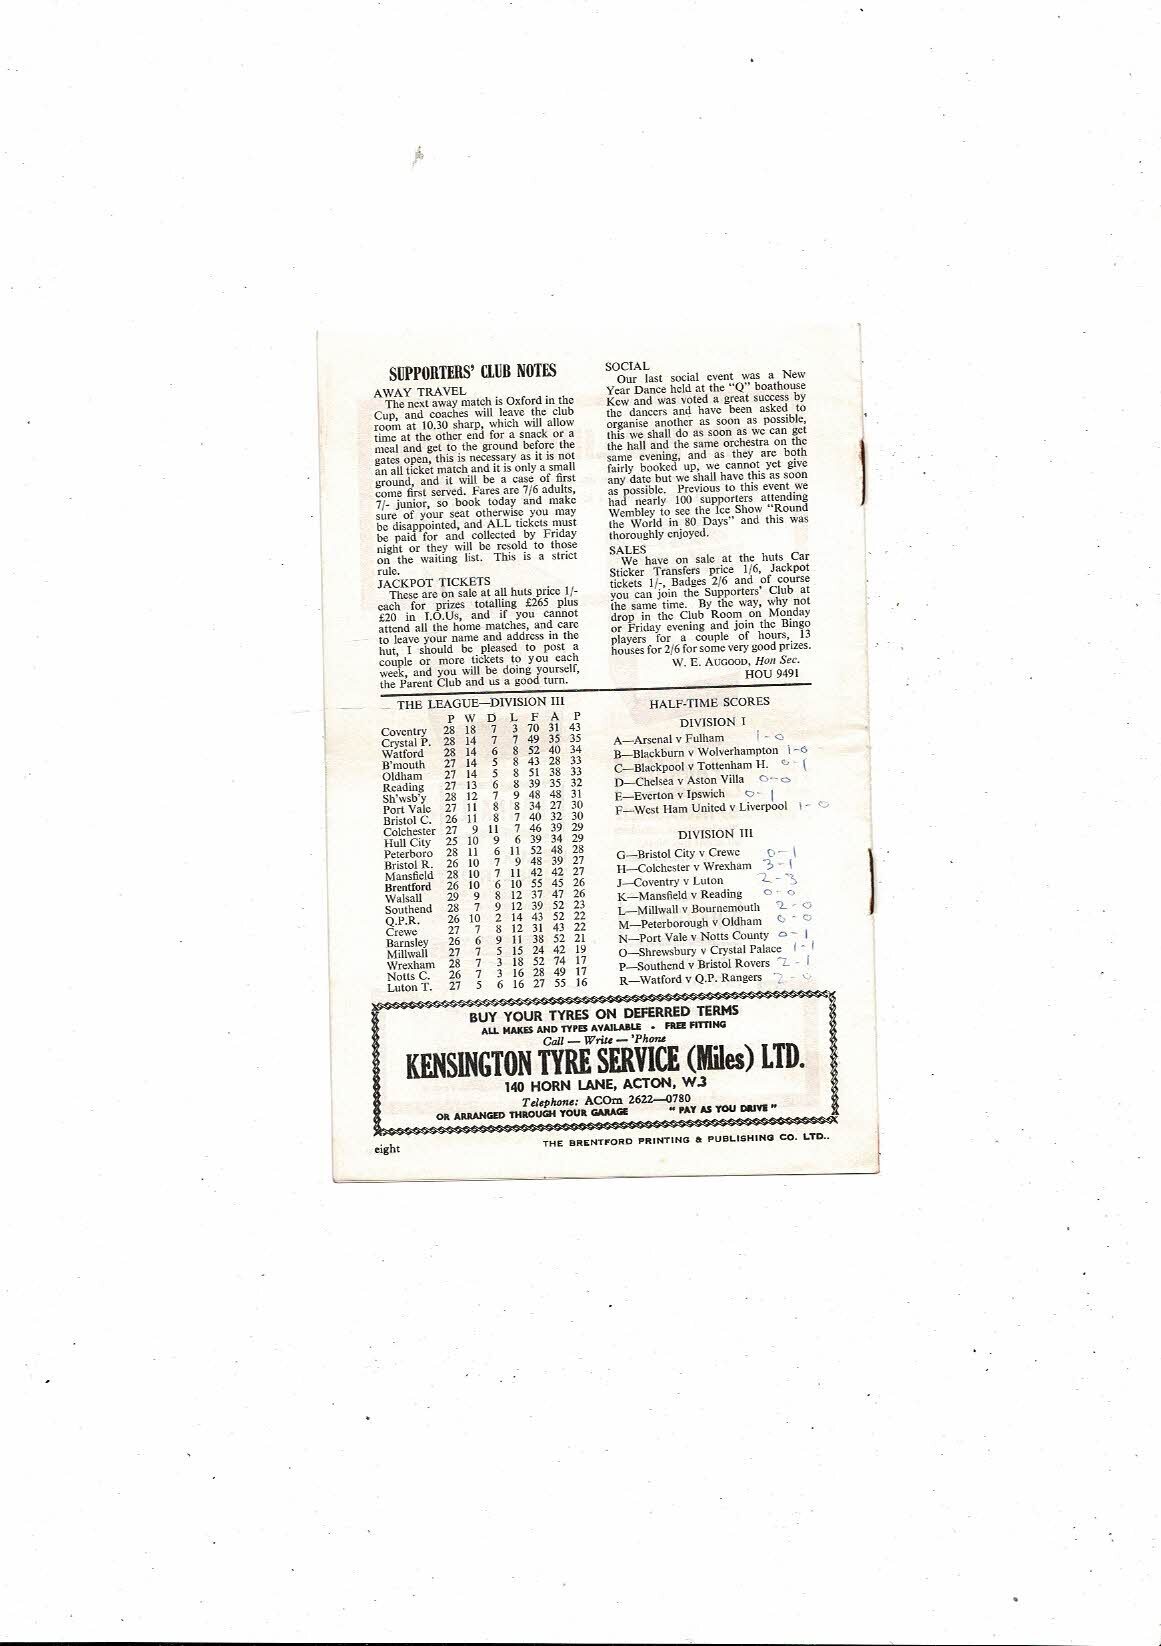 SUPPORTERS' CLUB NOTES
AWAY TRAVEL
The next away match is Oxford in the
Cup, and coaches will leave the club
room at 10.30 sharp, which will allow
time at the other end for a snack or a
meal and get to the ground before the
gates open, this is necessary as it is not
an all ticket match and it is only a small
ground, and it will be a case of first
come first served. Fares are 7/6 adults,
7/- junior, so book today and make
sure of your seat otherwise you may
be disappointed, and ALL tickets must
be paid for and collected by Friday
night or they will be resold to those
on the waiting list. This is a strict
rule.
JACKPOT TICKETS
These are on sale at all huts price 1/-
each for prizes totalling £265 plus
£20 in I.O.Us, and if you cannot
attend all the home matches, and care
to leave your name and address in the
hut, I should be pleased to post a
couple or more tickets to you each
week, and you will be doing yourself,
the Parent Club and us a good turn.
SOCIAL
Our last social event was a New
Year Dance held at the "Q" boathouse
Kew and was voted a great success by
the dancers and have been asked to
organise another as soon as possible,
this we shall do as soon as we can get
the hall and the same orchestra on the
same evening, and as they are both
fairly booked up, we cannot yet give
any date but we shall have this as soon
as possible. Previous to this event we
had nearly 100 supporters attending
Wembley to see the Ice Show "Round
the World in 80 Days" and this was
thoroughly enjoyed.
SALES
We have on sale at the huts Car
Sticker Transfers price 1/6, Jackpot
tickets 1/-, Badges 2/6 and of course
you can join the Supporters' Club at
the same time. By the way, why not
drop in the Club Room on Monday
or Friday evening and join the Bingo
players for a couple of hours, 13
houses for 2/6 for some very good prizes.
W. E. AUGOOD, Hon Sec.
HOU 9491
THE LEAGUE—DIVISION III
P W D L F A P
Coventry 28 18 7 3 70 31 43
Crystal P. 28 14 7 7 49 35 35
Watford 28 14 6 8 52 40 34
B'mouth 27 14 5 8 43 28 33
Oldham 27 14 5 8 51 38 33
Reading 27 13 6 8 39 35 32
Sh'wsb'y 28 12 7 9 48 48 31
Port Vale 27 11 8 8 34 27 30
Bristol C. 26 11 8 7 40 32 30
Colchester 27 9 11 7 46 39 29
Hull City 25 10 9 6 39 34 29
Peterboro 28 11 6 11 52 48 28
Bristol R. 26 10 7 9 48 39 27
Mansfield 28 10 7 11 42 42 27
Brentford 26 10 6 10 55 45 26
Walsall 29 9 8 12 37 47 26
Southend 28 7 9 12 39 52 23
Q.P.R. 26 10 2 14 43 52 22
Crewe 27 7 8 12 31 43 22
Barnsley 26 6 9 11 38 52 21
Millwall 27 7 5 15 24 42 19
Wrexham 28 7 3 18 52 74 17
Notts C. 26 7 3 16 28 49 17
Luton T. 27 5 6 16 27 55 16
HALF-TIME SCORES
DIVISION I
A—Arsenal v Fulham 1-0
B—Blackburn v Wolverhampton 1-0
C—Blackpool v Tottenham H. 0-1
D—Chelsea v Aston Villa 0-0
E—Everton v Ipswich 0-1
F—West Ham United v Liverpool 1-0
DIVISION III
G—Bristol City v Crewe 0-1
H—Colchester v Wrexham 3-1
J—Coventry v Luton 2-3
K—Mansfield v Reading 0-0
L—Millwall v Bournemouth 2-0
M—Peterborough v Oldham 0-0
N—Port Vale v Notts County 0-1
O—Shrewsbury v Crystal Palace 1-1
P—Southend v Bristol Rovers 2-1
R—Watford v Q.P. Rangers 2-0
BUY YOUR TYRES ON DEFERRED TERMS
ALL MAKES AND TYPES AVAILABLE • FREE FITTING
Call — Write — 'Phone
KENSINGTON TYRE SERVICE (Miles) LTD.
140 HORN LANE, ACTON, W.3
Telephone: ACOrn 2622—0780
OR ARRANGED THROUGH YOUR GARAGE "PAY AS YOU DRIVE"
eight
THE BRENTFORD PRINTING & PUBLISHING CO. LTD..